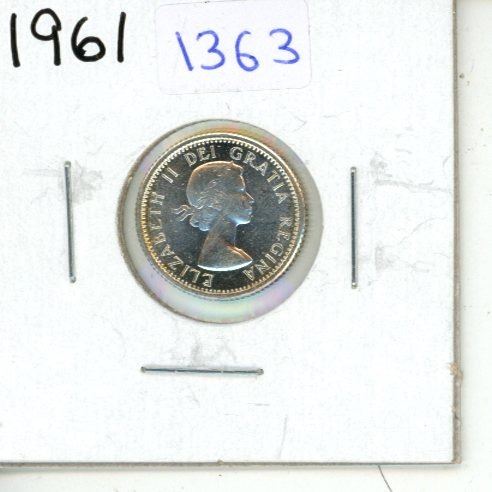 1961
1363
ELIZABETH II DEI GRATIA REGINA